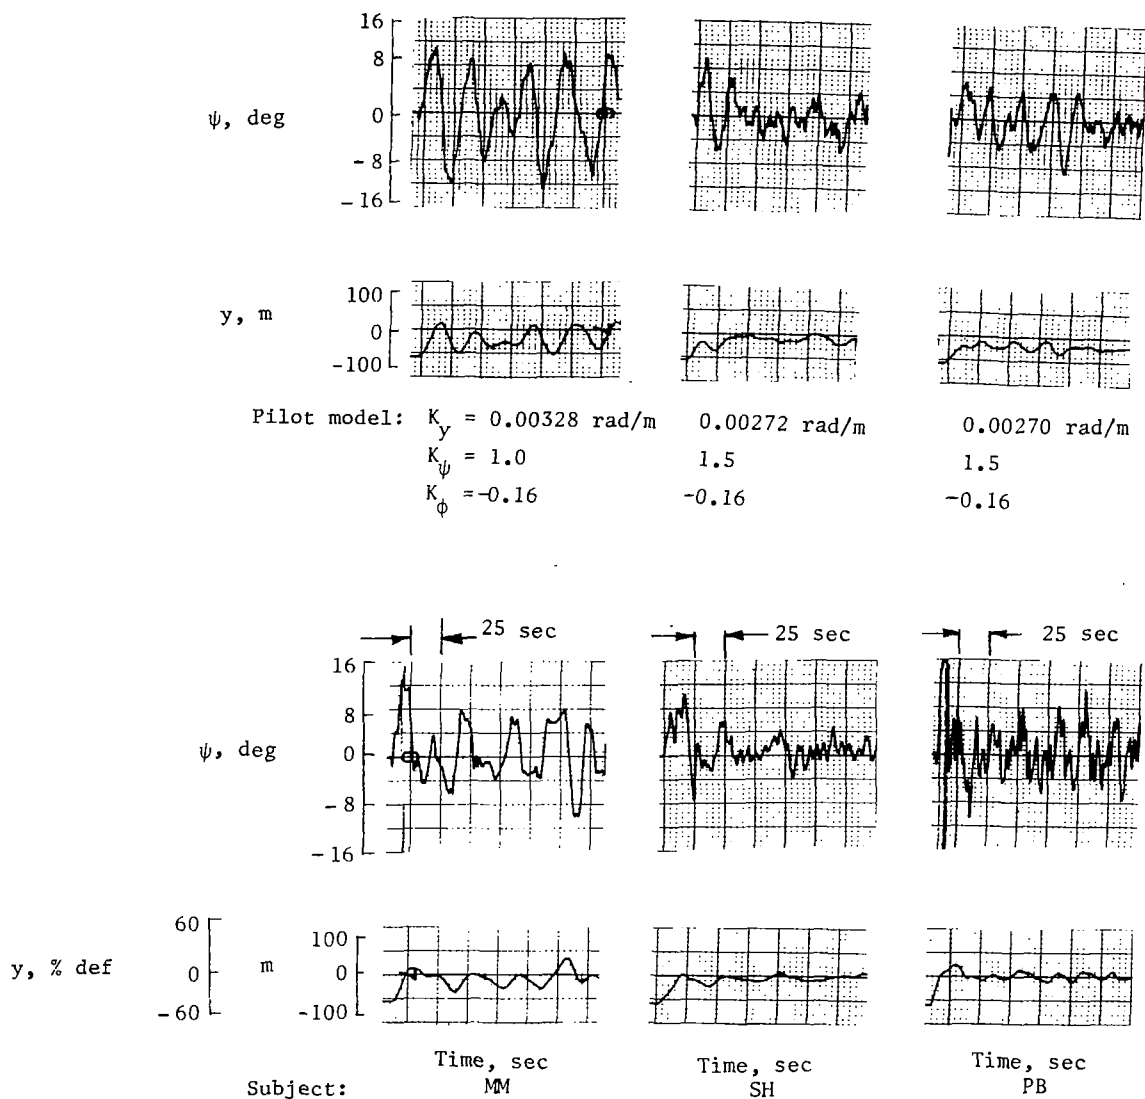 16
8
ψ, deg
0
-8
-16
100
y, m
0
-100
Pilot model: K_y = 0.00328 rad/m 0.00272 rad/m 0.00270 rad/m
K_ψ = 1.0 1.5 1.5
K_ϕ = -0.16 -0.16 -0.16
25 sec 25 sec 25 sec
16
8
ψ, deg
0
-8
-16
60 100
y, % def 0 m 0
-60 -100
Time, sec Time, sec Time, sec
Subject: MM SH PB